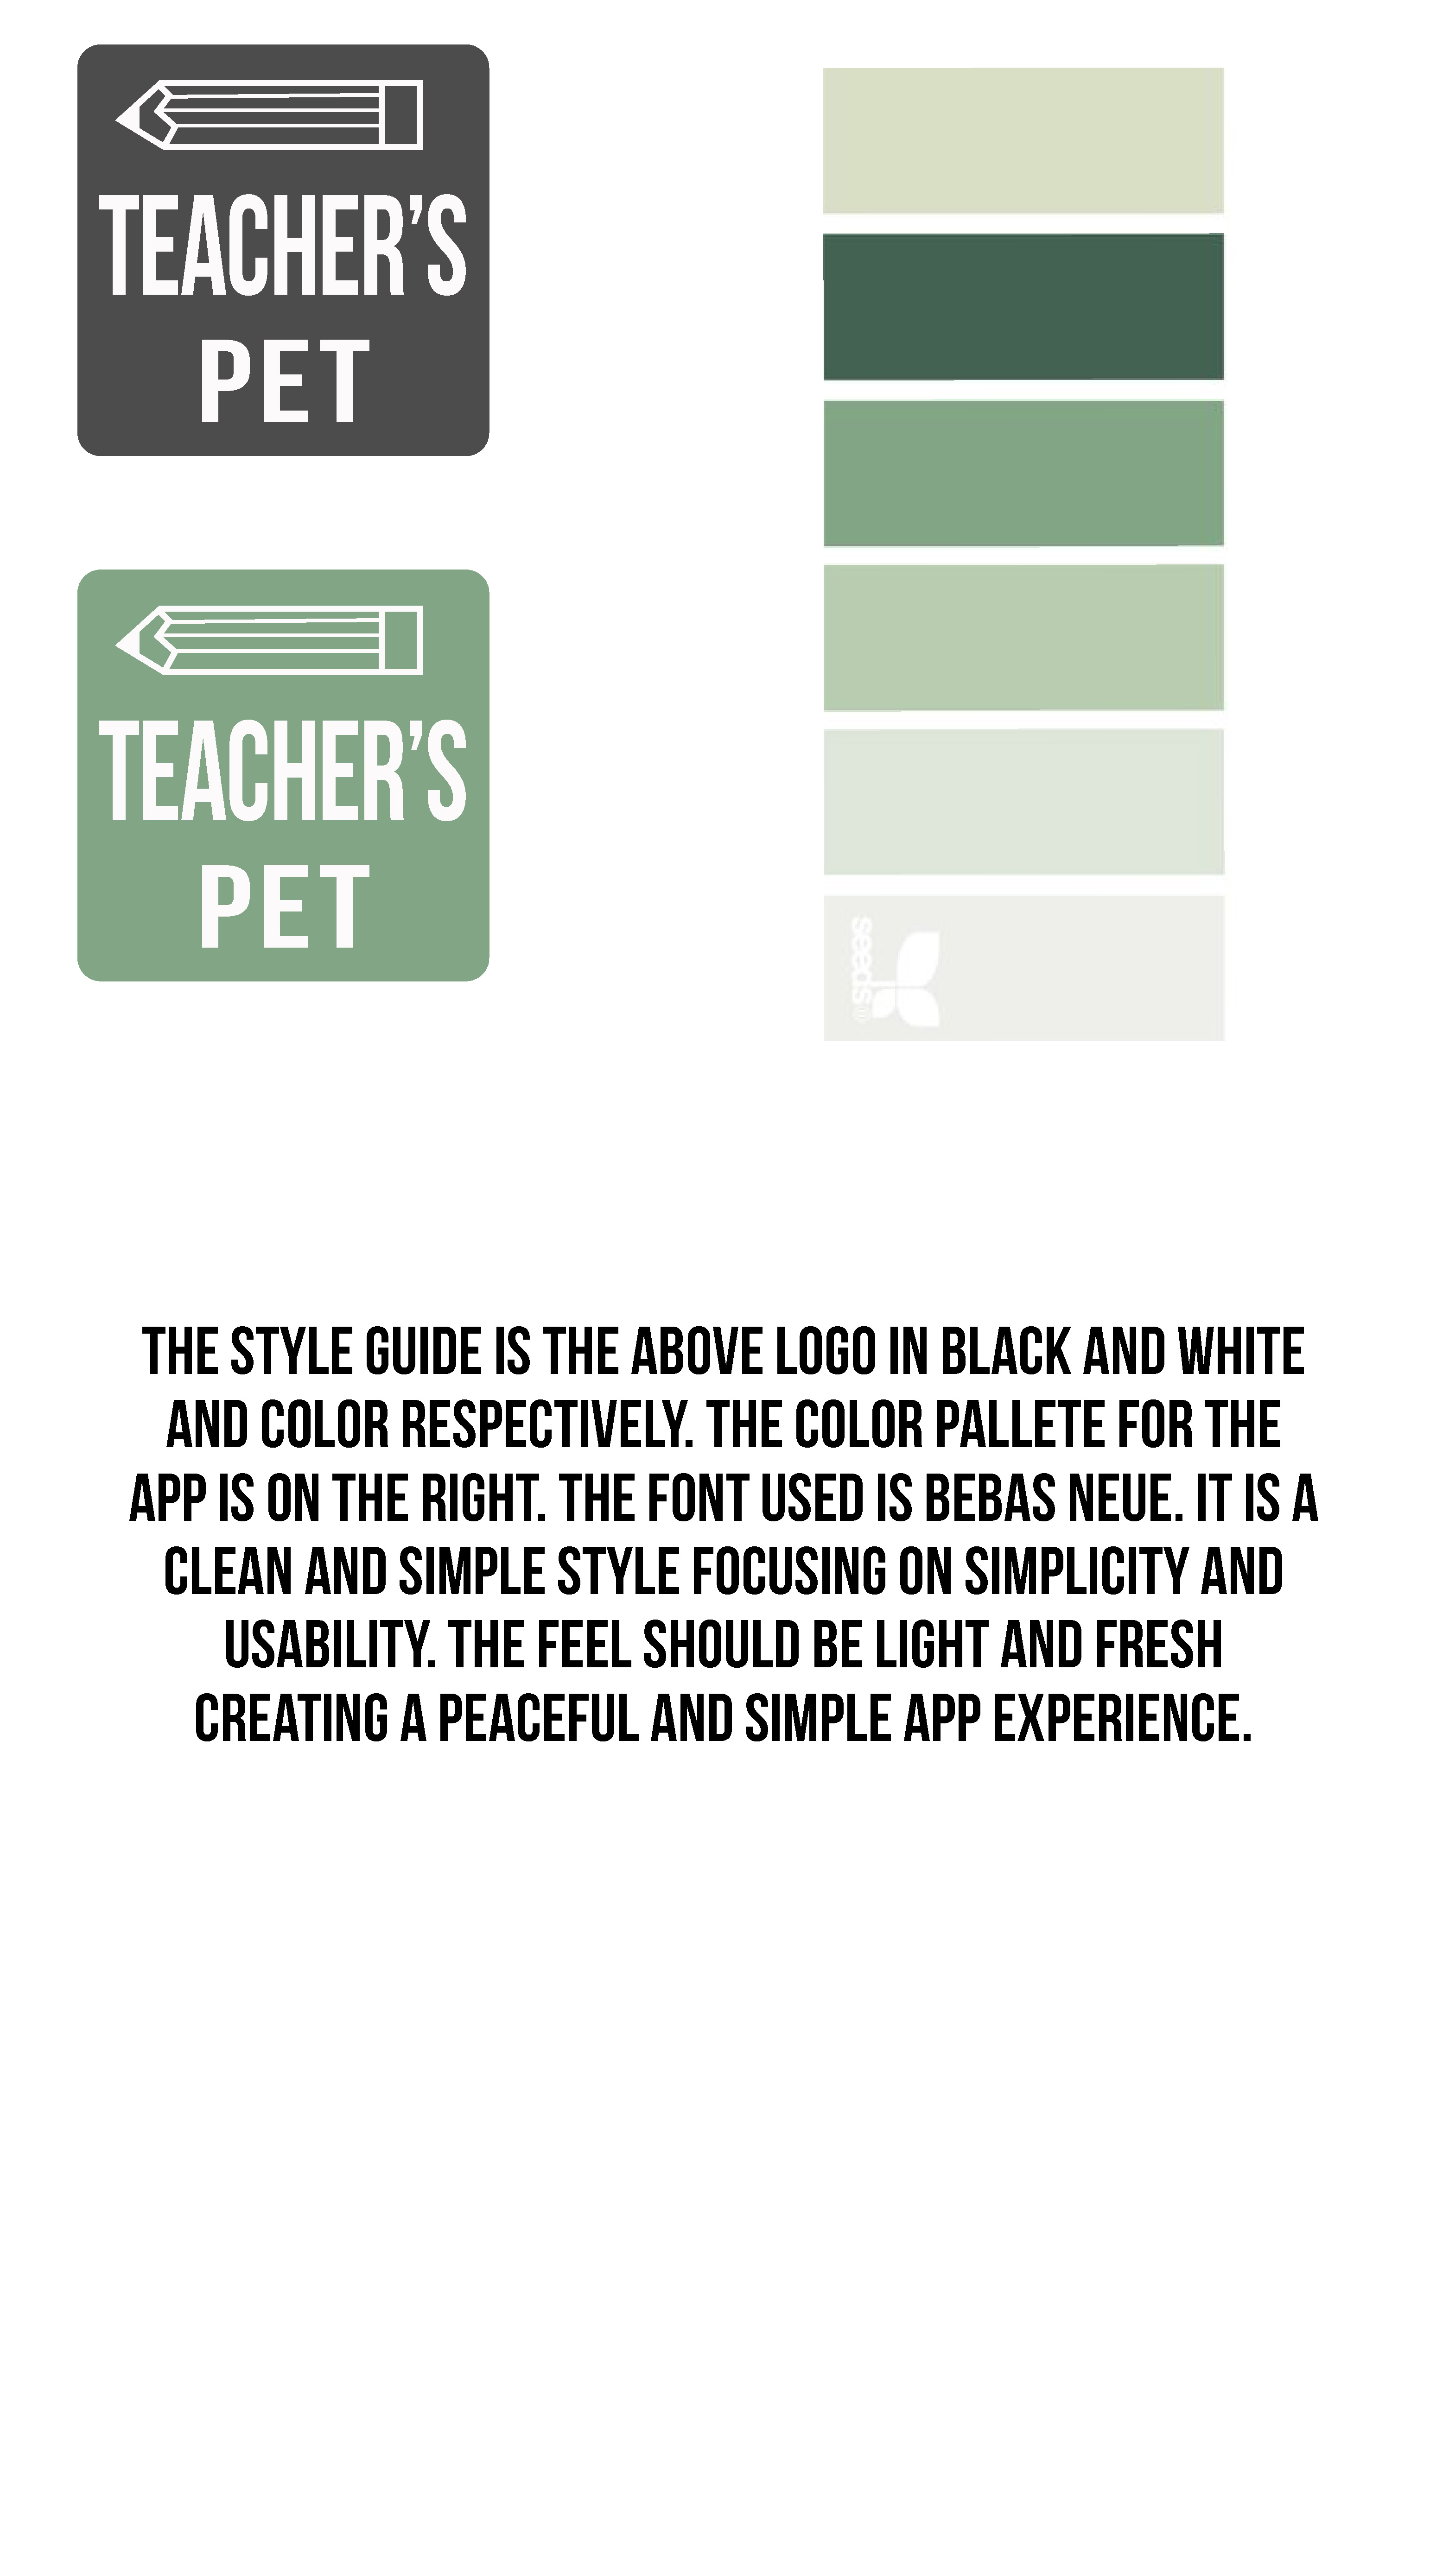 TEACHER'S
PET
TEACHER'S
PET
seeds®
THE STYLE GUIDE IS THE ABOVE LOGO IN BLACK AND WHITE
AND COLOR RESPECTIVELY. THE COLOR PALLETE FOR THE
APP IS ON THE RIGHT. THE FONT USED IS BEBAS NEUE. IT IS A
CLEAN AND SIMPLE STYLE FOCUSING ON SIMPLICITY AND
USABILITY. THE FEEL SHOULD BE LIGHT AND FRESH
CREATING A PEACEFUL AND SIMPLE APP EXPERIENCE.